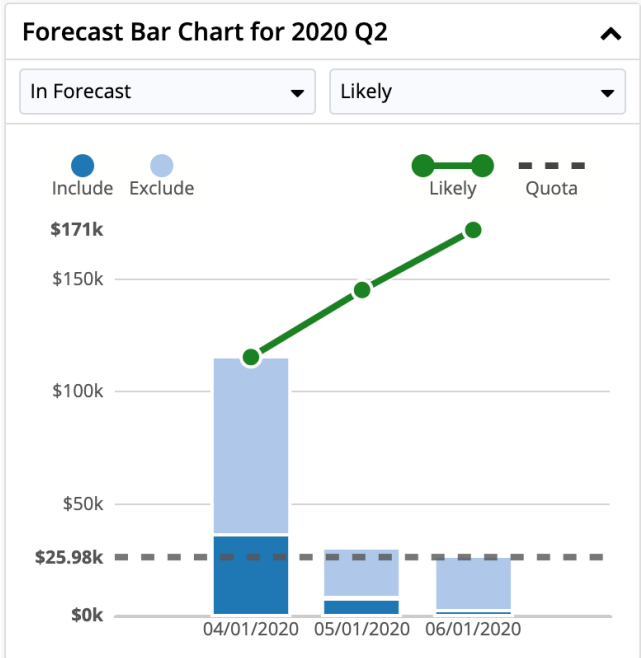 Forecast Bar Chart for 2020 Q2
In Forecast
Likely
Include Exclude
Likely Quota
$171k
$150k
$100k
$50k
$25.98k
$0k
04/01/2020 05/01/2020 06/01/2020